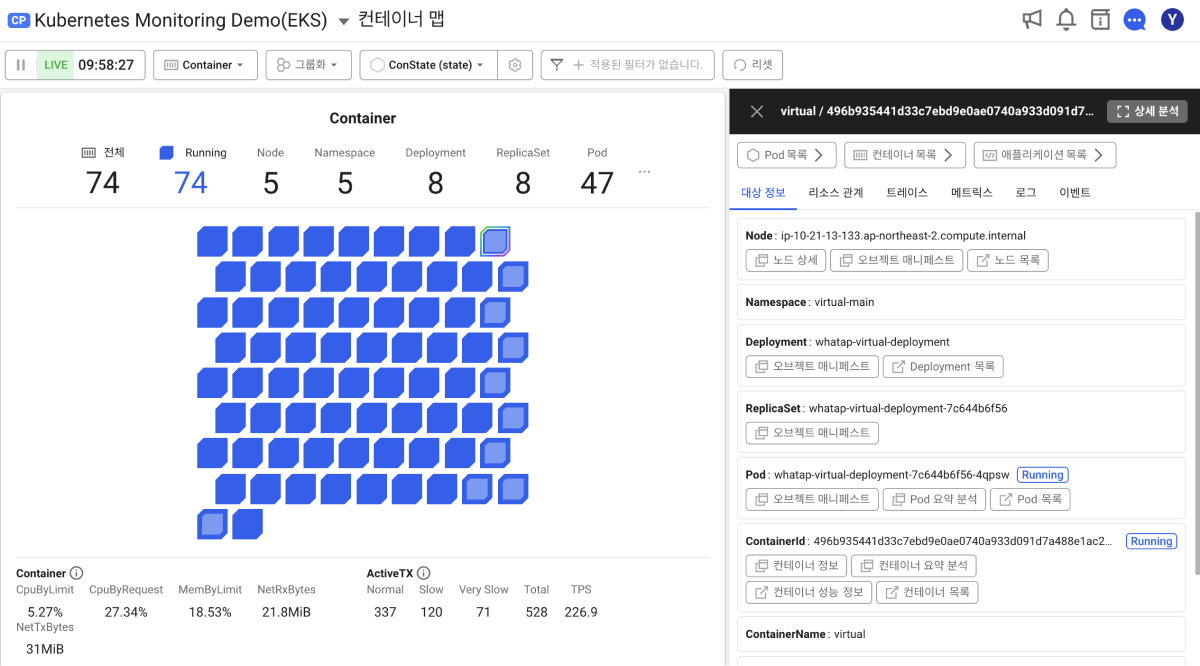 CP Kubernetes Monitoring Demo(EKS) 컨테이너 맵
Y
LIVE 09:58:27 Container 그룹화 ConState (state) 적용된 필터가 없습니다. 리셋
Container
전체 Running Node Namespace Deployment ReplicaSet Pod
74 74 5 5 8 8 47 ...
Container
CpuByLimit CpuByRequest MemByLimit NetRxBytes
5.27% 27.34% 18.53% 21.8MiB
NetTxBytes
31MiB
ActiveTX
Normal Slow Very Slow Total TPS
337 120 71 528 226.9
virtual / 496b935441d33c7ebd9e0ae0740a933d091d7... 상세 분석
Pod 목록 컨테이너 목록 애플리케이션 목록
대상 정보 리소스 관계 트레이스 메트릭스 로그 이벤트
Node : ip-10-21-13-133.ap-northeast-2.compute.internal
노드 상세 오브젝트 매니페스트 노드 목록
Namespace : virtual-main
Deployment : whatap-virtual-deployment
오브젝트 매니페스트 Deployment 목록
ReplicaSet : whatap-virtual-deployment-7c644b6f56
오브젝트 매니페스트
Pod : whatap-virtual-deployment-7c644b6f56-4qpsw Running
오브젝트 매니페스트 Pod 요약 분석 Pod 목록
ContainerId : 496b935441d33c7ebd9e0ae0740a933d091d7a488e1ac2... Running
컨테이너 정보 컨테이너 요약 분석
컨테이너 성능 정보 컨테이너 목록
ContainerName : virtual